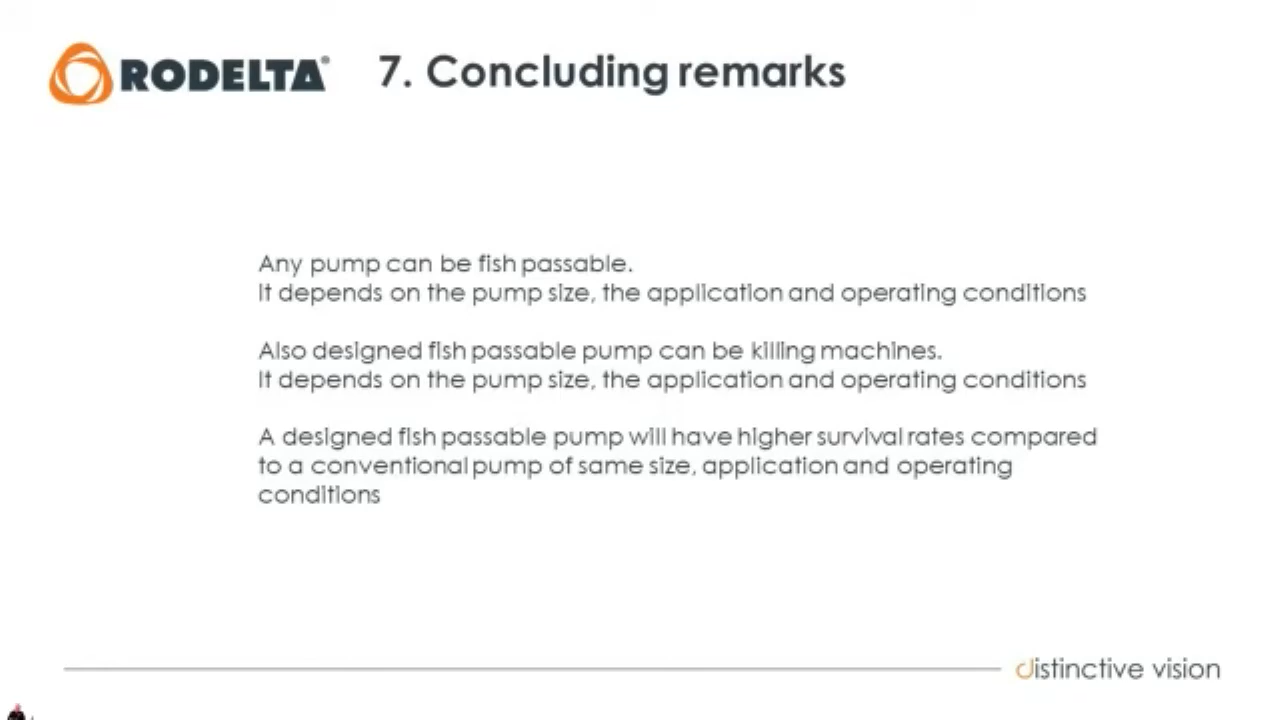 RODELTA®
7. Concluding remarks
Any pump can be fish passable.
It depends on the pump size, the application and operating conditions
Also designed fish passable pump can be killing machines.
It depends on the pump size, the application and operating conditions
A designed fish passable pump will have higher survival rates compared
to a conventional pump of same size, application and operating
conditions
distinctive vision